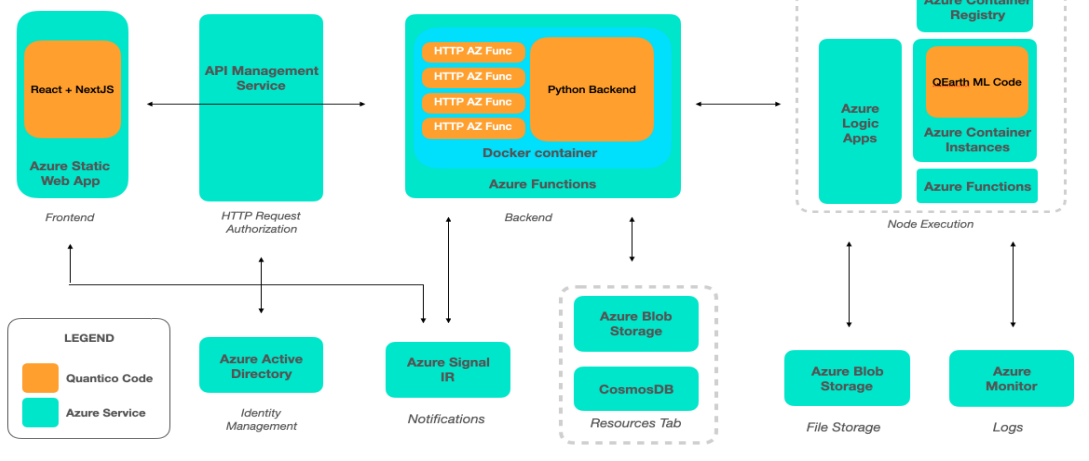 Azure Container
Registry
React + NextJS
Azure Static
Web App
Frontend
API Management
Service
HTTP Request
Authorization
HTTP AZ Func
HTTP AZ Func
HTTP AZ Func
HTTP AZ Func
Python Backend
Docker container
Azure Functions
Backend
Azure
Logic
Apps
QEarth ML Code
Azure Container
Instances
Azure Functions
Node Execution
LEGEND
Quantico Code
Azure Service
Azure Active
Directory
Identity
Management
Azure Signal
IR
Notifications
Azure Blob
Storage
CosmosDB
Resources Tab
Azure Blob
Storage
File Storage
Azure
Monitor
Logs